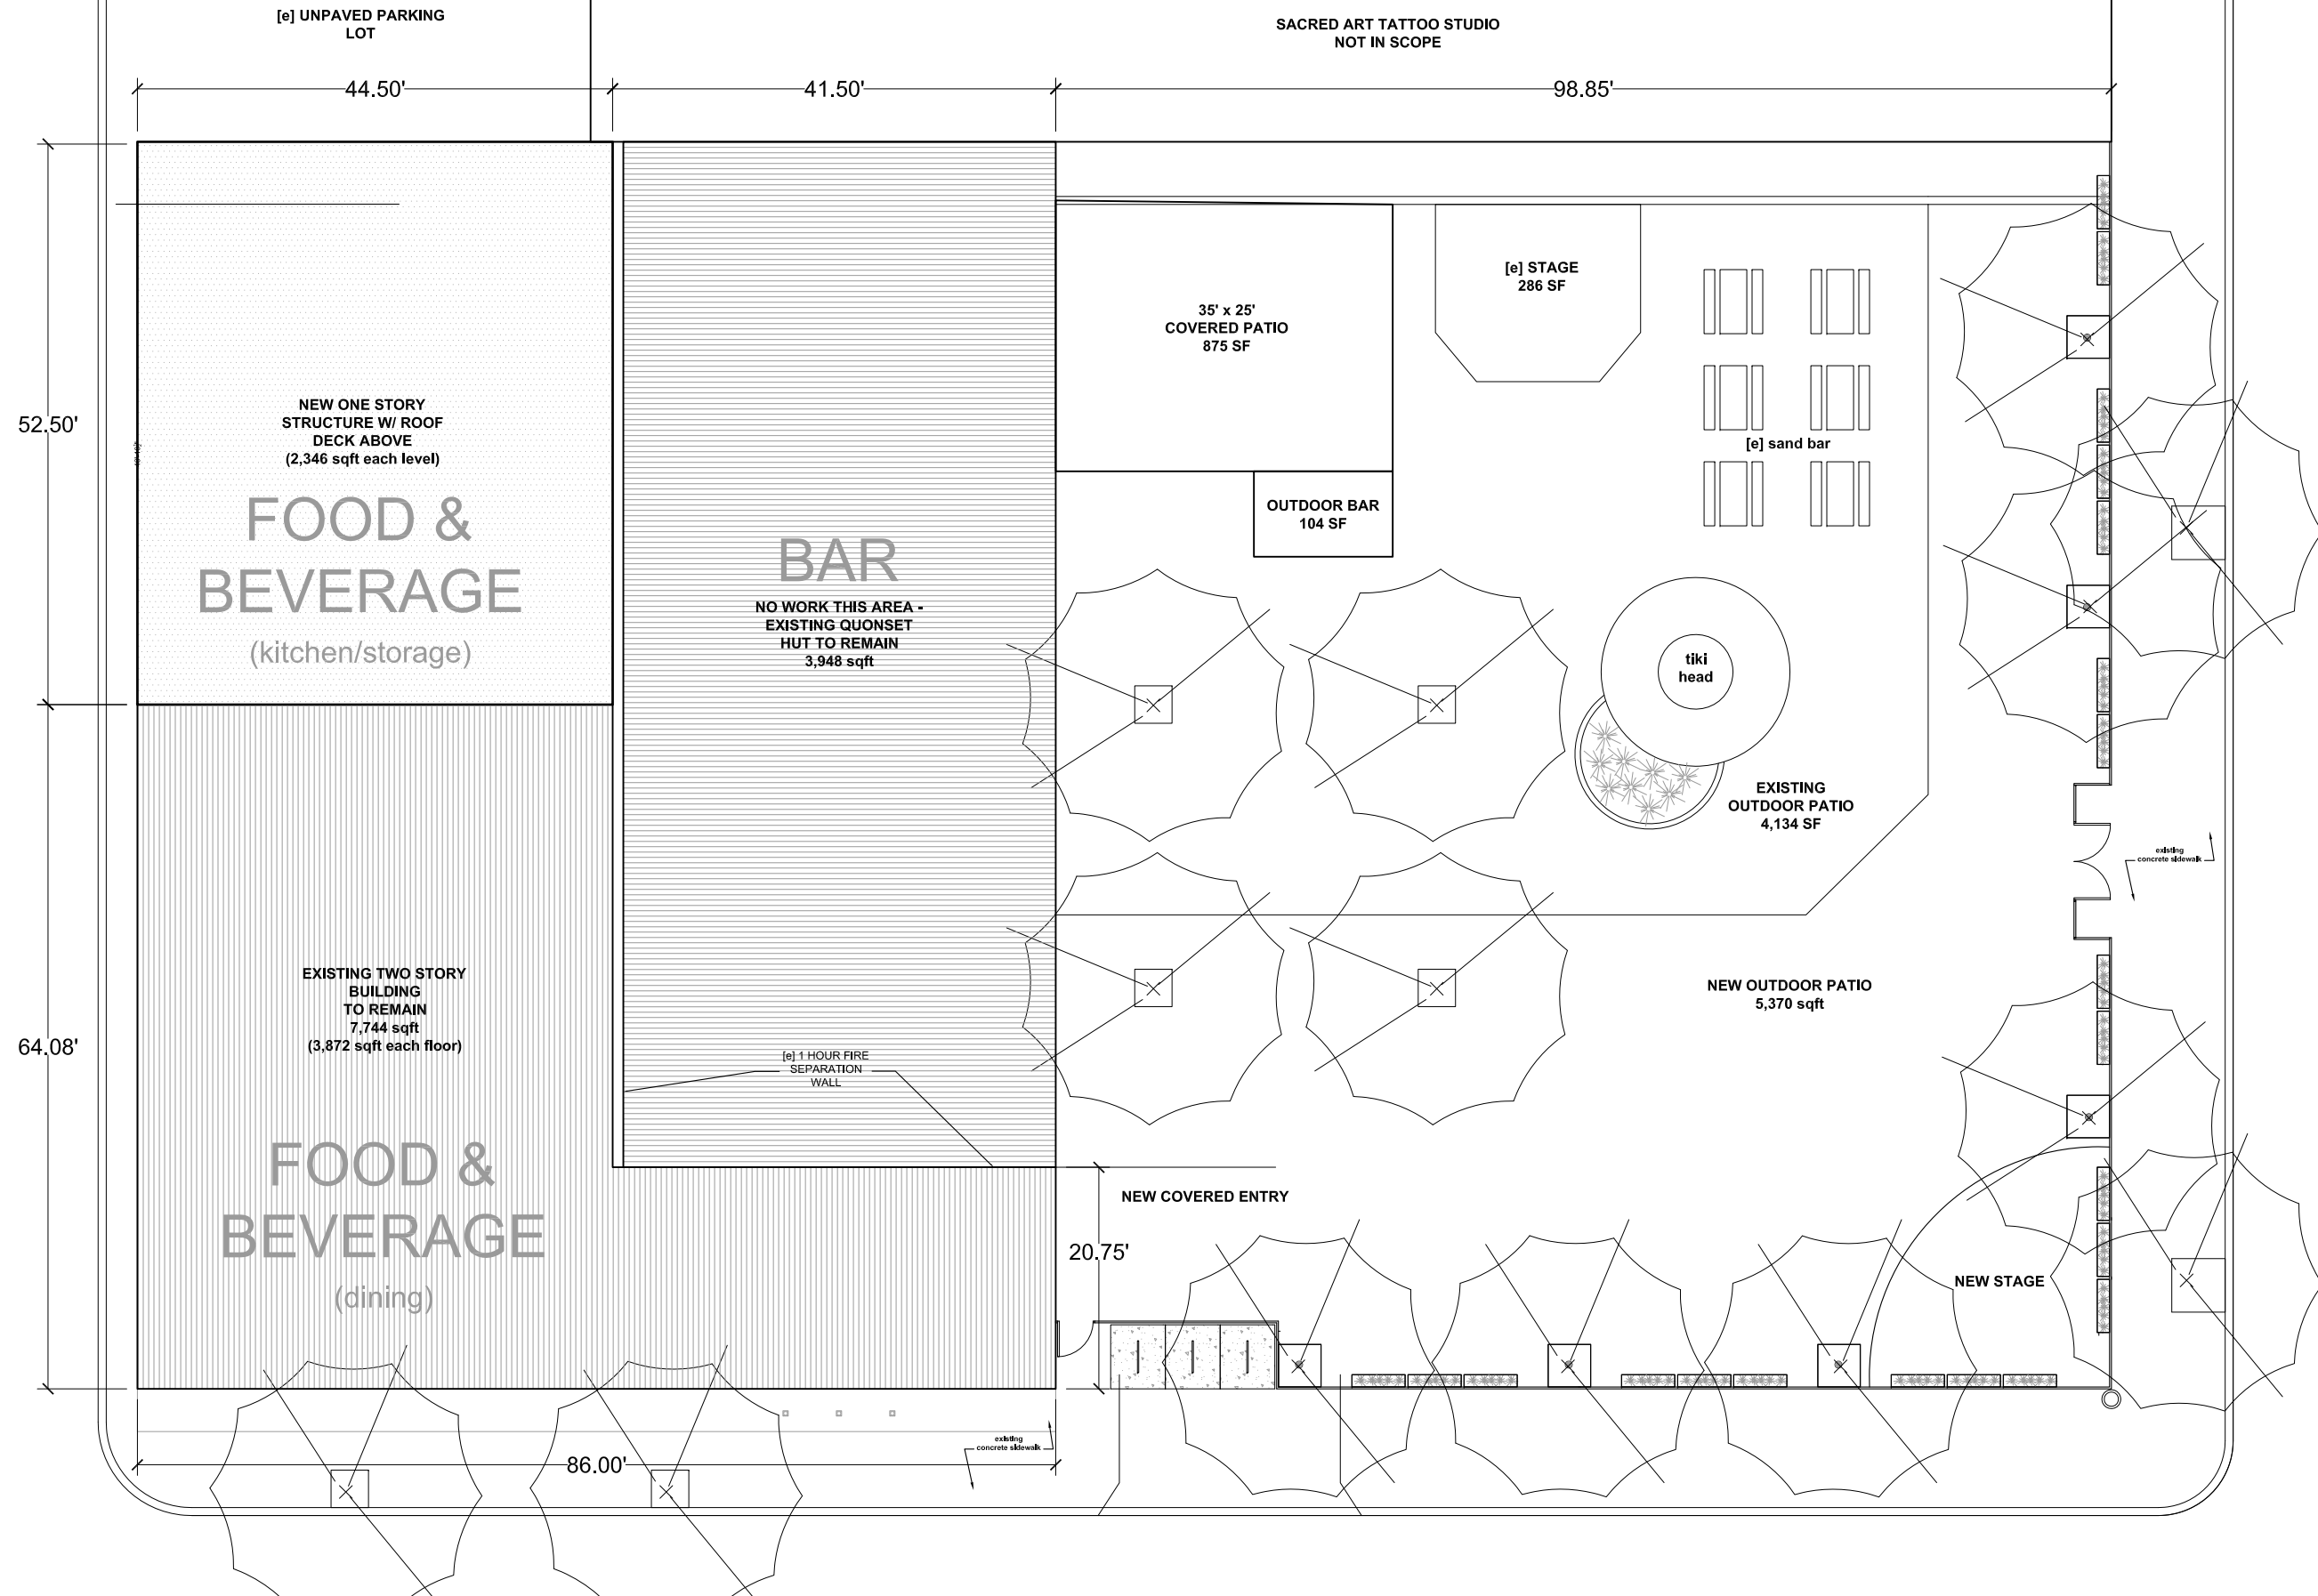 [e] UNPAVED PARKING
LOT
SACRED ART TATTOO STUDIO
NOT IN SCOPE
44.50'
41.50'
98.85'
52.50'
64.08'
NEW ONE STORY
STRUCTURE W/ ROOF
DECK ABOVE
(2,346 sqft each level)
FOOD &
BEVERAGE
(kitchen/storage)
BAR
NO WORK THIS AREA -
EXISTING QUONSET
HUT TO REMAIN
3,948 sqft
35' x 25'
COVERED PATIO
875 SF
[e] STAGE
286 SF
[e] sand bar
OUTDOOR BAR
104 SF
tiki
head
EXISTING
OUTDOOR PATIO
4,134 SF
existing
concrete sidewalk
NEW OUTDOOR PATIO
5,370 sqft
EXISTING TWO STORY
BUILDING
TO REMAIN
7,744 sqft
(3,872 sqft each floor)
[e] 1 HOUR FIRE
SEPARATION
WALL
FOOD &
BEVERAGE
(dining)
NEW COVERED ENTRY
20.75'
NEW STAGE
existing
concrete sidewalk
86.00'